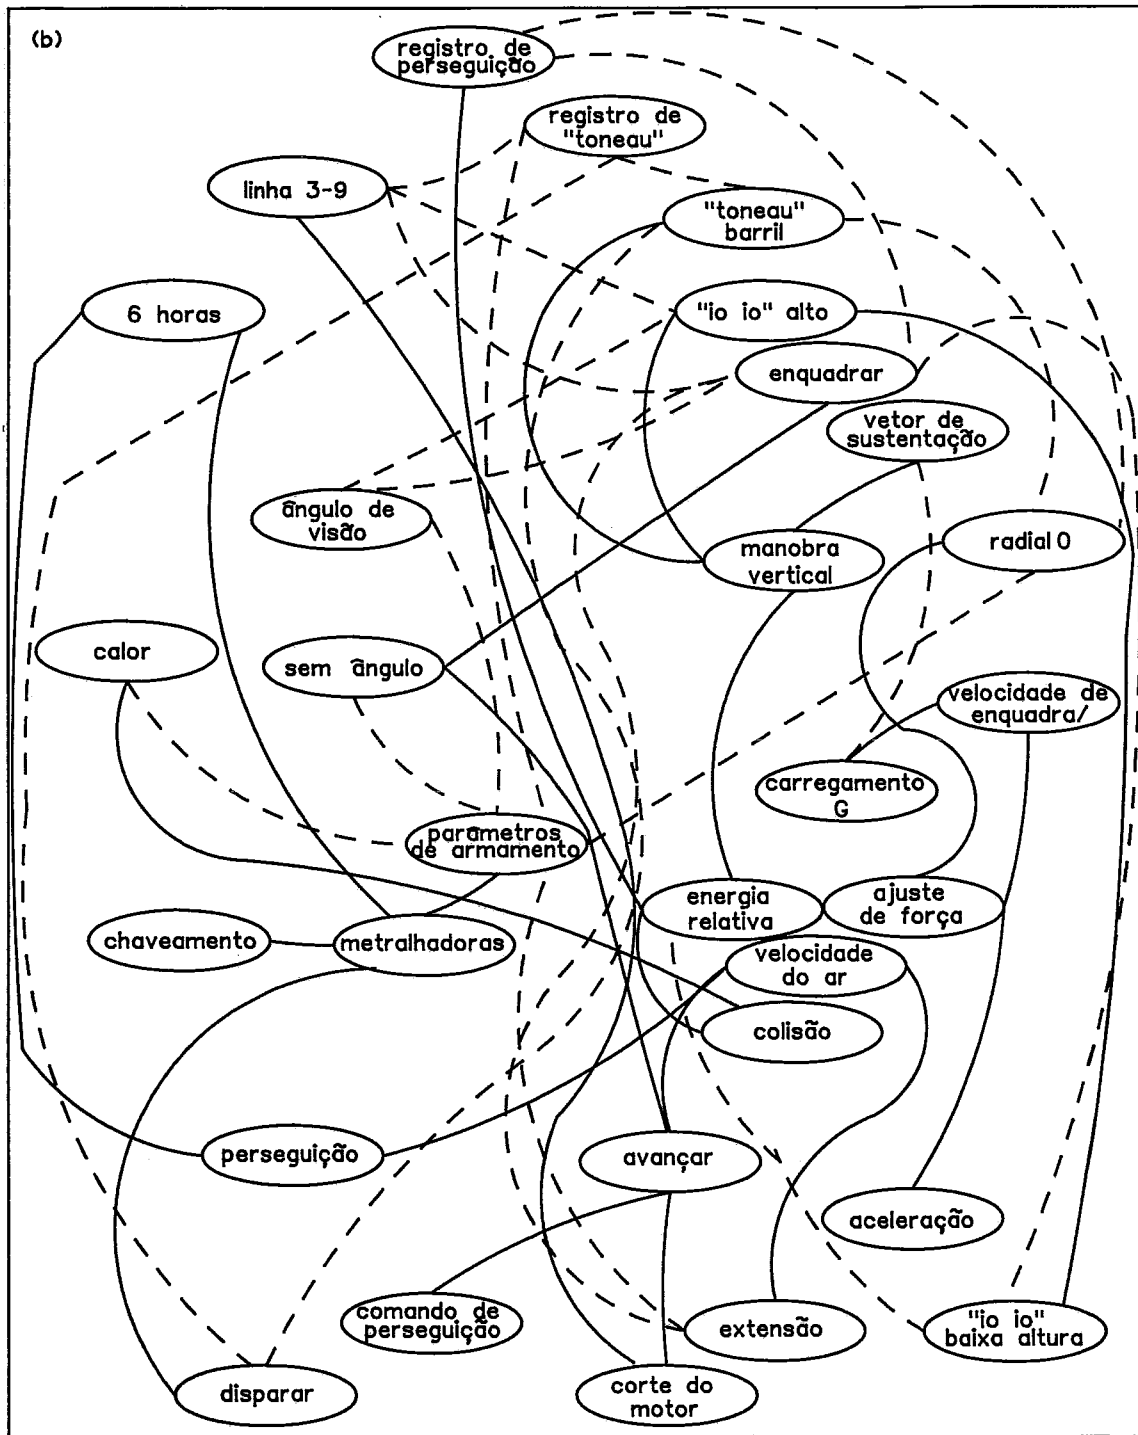 (b)
registro de
perseguição
registro de
"toneau"
linha 3-9
"toneau"
barril
6 horas
"io io" alto
enquadrar
vetor de
sustentação
ângulo de
visão
manobra
vertical
radial 0
calor
sem ângulo
velocidade de
enquadra/
carregamento
G
parametros
de armamento
energia
relativa
ajuste
de força
chaveamento
metralhadoras
velocidade
do ar
colisão
perseguição
avançar
aceleração
comando de
perseguição
extensão
"io io"
baixa altura
disparar
corte do
motor